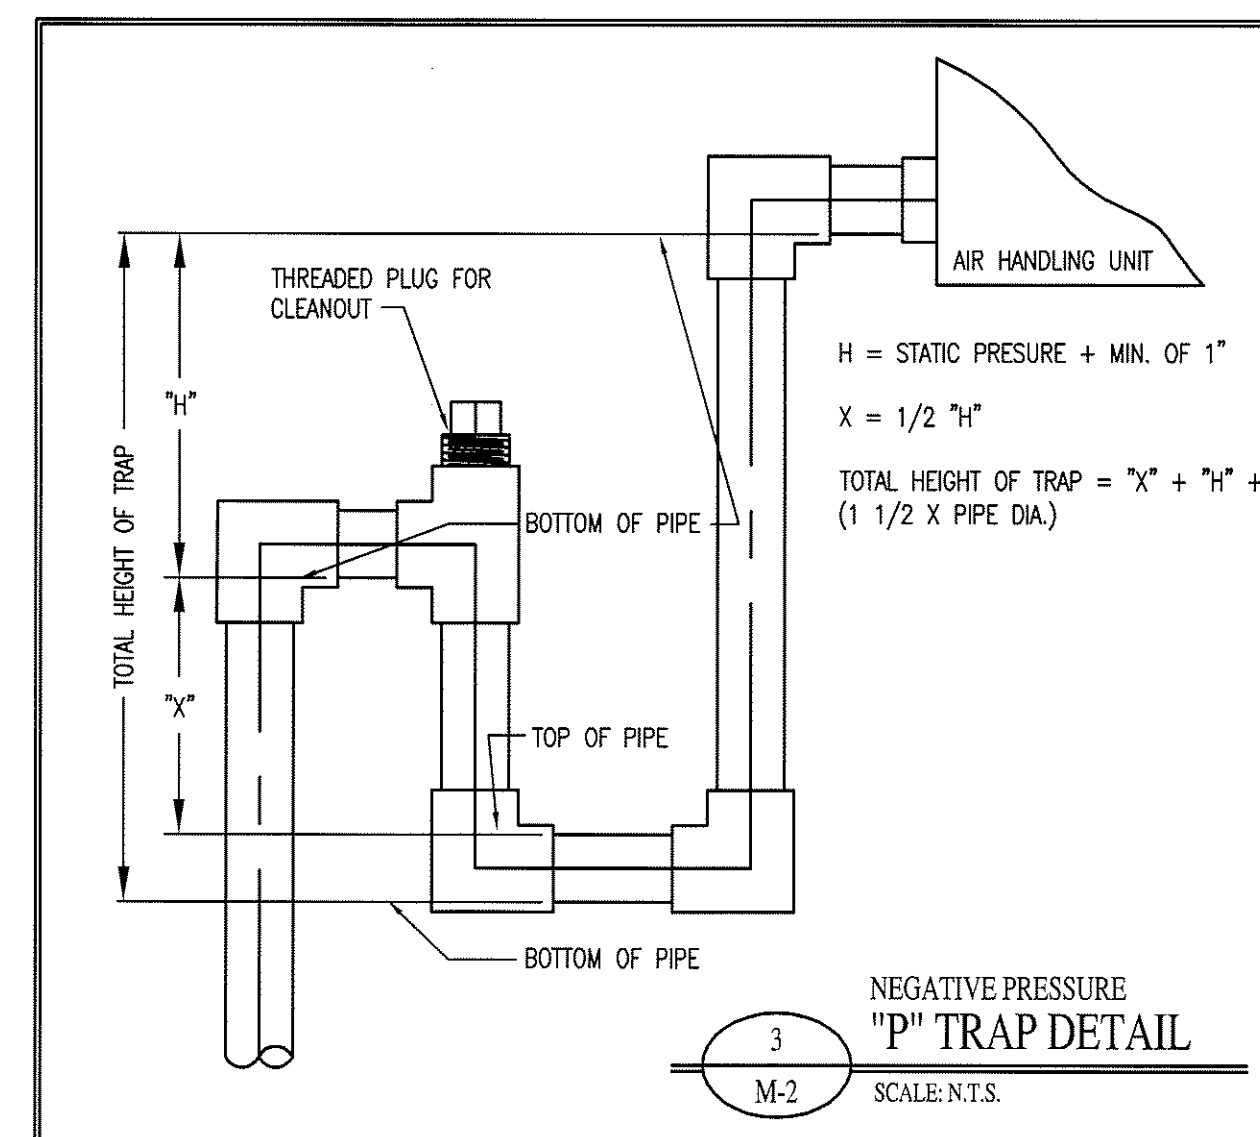 THREADED PLUG FOR
CLEANOUT
AIR HANDLING UNIT
H = STATIC PRESURE + MIN. OF 1"
X = 1/2 "H"
TOTAL HEIGHT OF TRAP = "X" + "H" +
(1 1/2 X PIPE DIA.)
"H"
TOTAL HEIGHT OF TRAP
BOTTOM OF PIPE
"X"
TOP OF PIPE
BOTTOM OF PIPE
NEGATIVE PRESSURE
"P" TRAP DETAIL
3
M-2
SCALE: N.T.S.